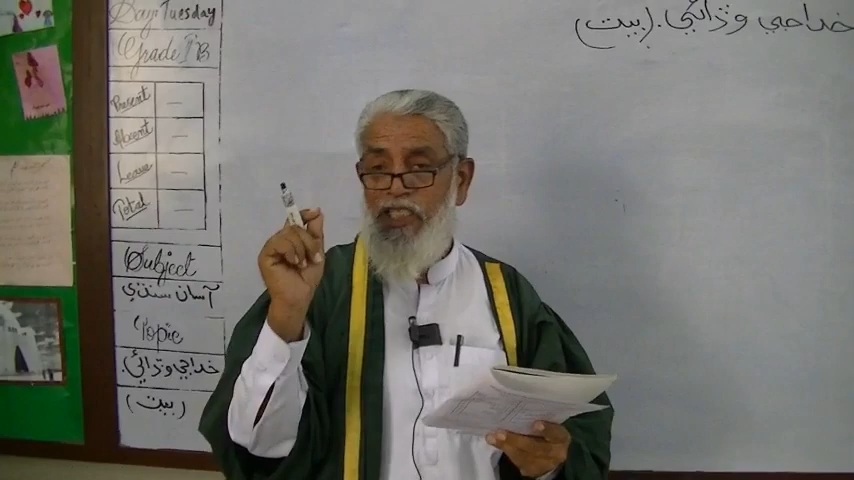 Day: Tuesday
Grade: I B
Present —
Absent —
Leave —
Total —
Subject
آسان سنڌي
Topic
خدا جي وڏائي.
(بيت)
خدا جي وڏائي. (بيت)